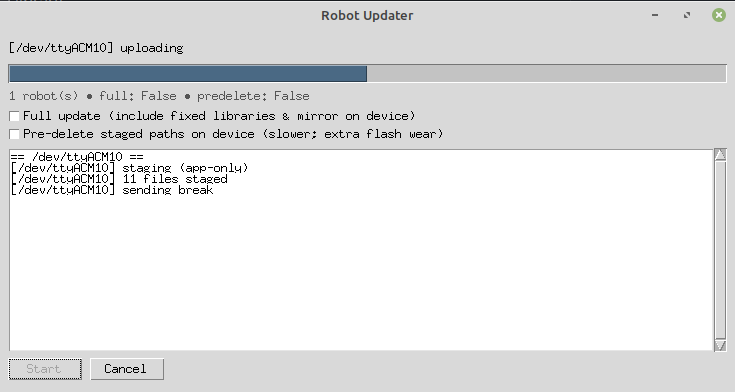 Robot Updater
[/dev/ttyACM10] uploading
1 robot(s) • full: False • predelete: False
Full update (include fixed libraries & mirror on device)
Pre-delete staged paths on device (slower; extra flash wear)
== /dev/ttyACM10 ==
[/dev/ttyACM10] staging (app-only)
[/dev/ttyACM10] 11 files staged
[/dev/ttyACM10] sending break
Start Cancel